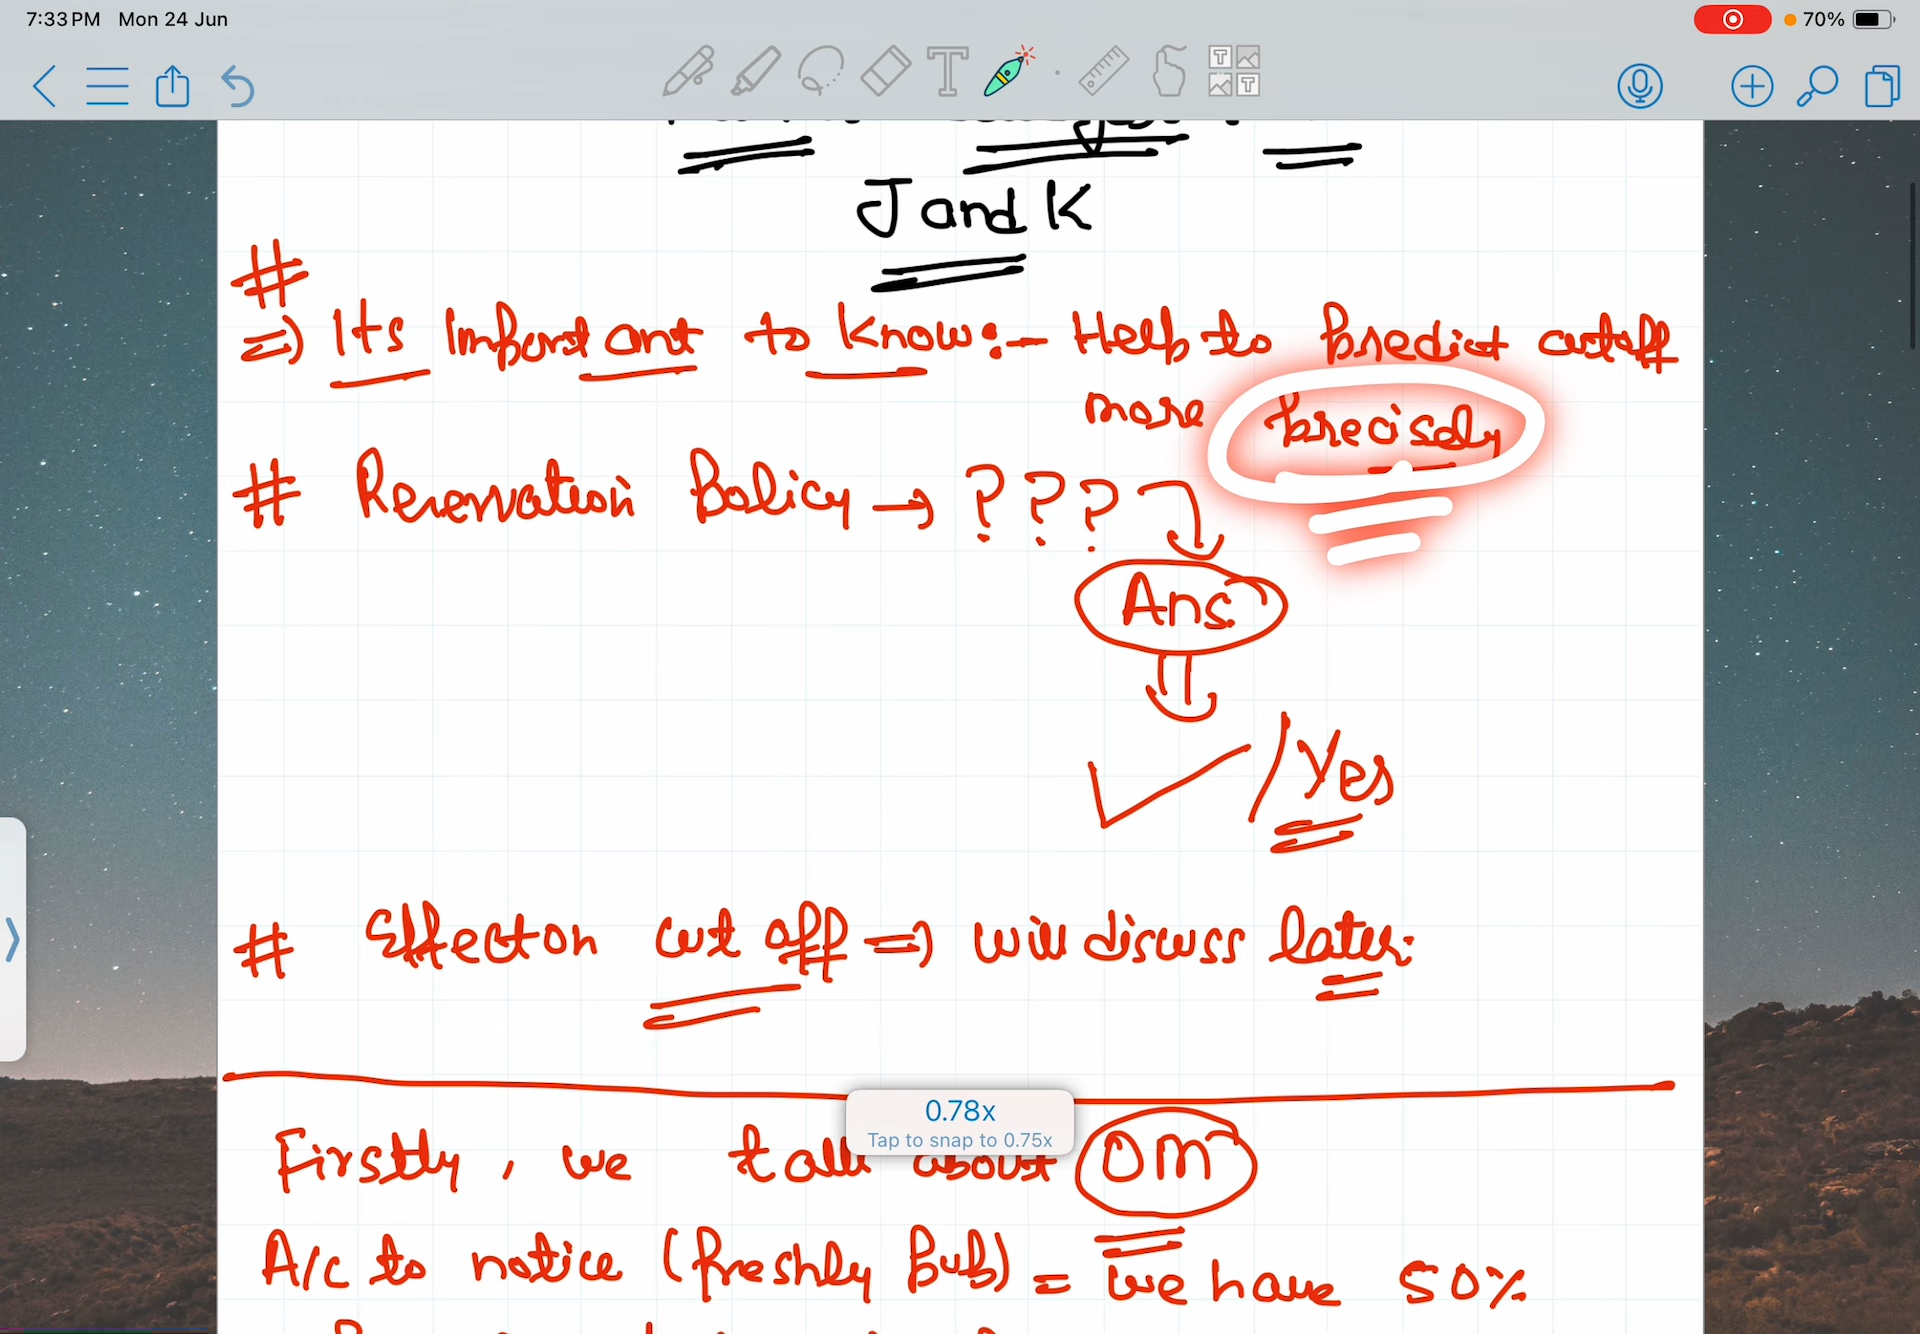 7:33 PM Mon 24 Jun
70%
J and K
#
=) Its Important to know:- Help to predict cutoff
more precisely
# Reservation Policy → ? ? ?
Ans
/Yes
# Effect on cut off =) will discuss later:
0.78x
Tap to snap to 0.75x
Firstly, we talk about OM
A/c to notice (freshly Pub) = we have 50%